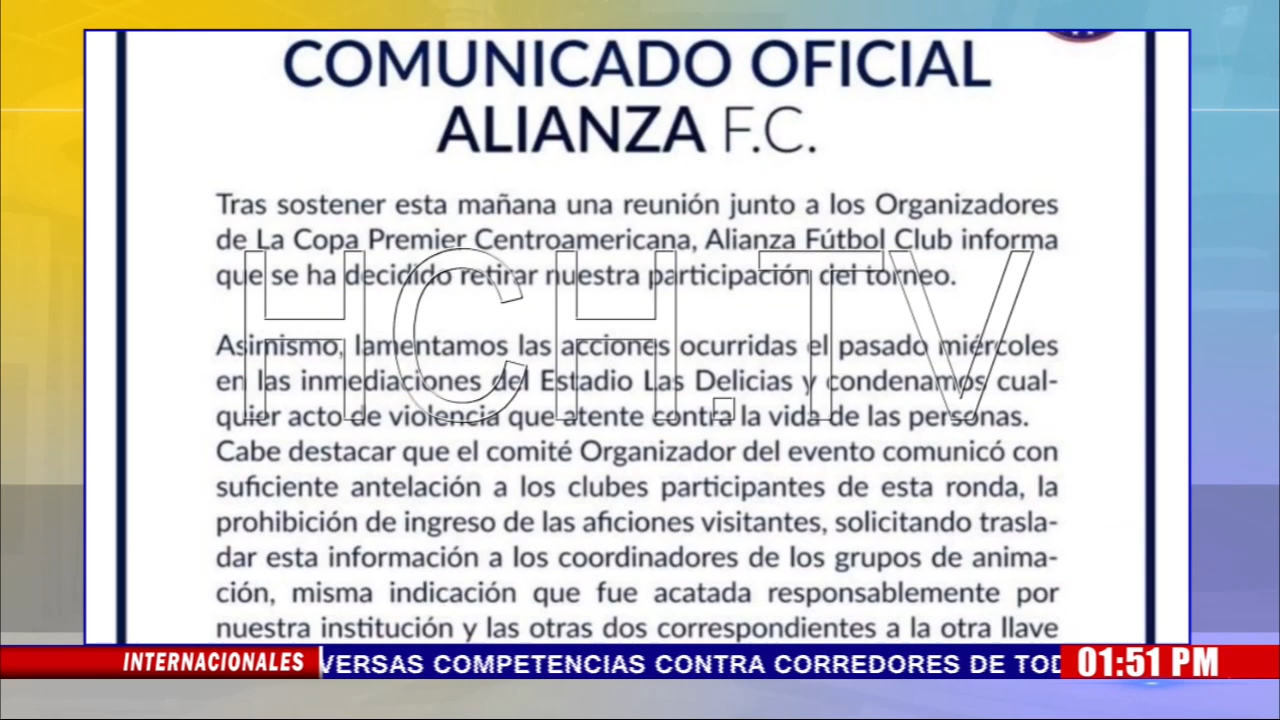 COMUNICADO OFICIAL
ALIANZA F.C.
Tras sostener esta mañana una reunión junto a los Organizadores
de La Copa Premier Centroamericana, Alianza Fútbol Club informa
que se ha decidido retirar nuestra participación del torneo.
HCH.TV
Asimismo, lamentamos las acciones ocurridas el pasado miércoles
en las inmediaciones del Estadio Las Delicias y condenamos cual-
quier acto de violencia que atente contra la vida de las personas.
Cabe destacar que el comité Organizador del evento comunicó con
suficiente antelación a los clubes participantes de esta ronda, la
prohibición de ingreso de las aficiones visitantes, solicitando trasla-
dar esta información a los coordinadores de los grupos de anima-
ción, misma indicación que fue acatada responsablemente por
nuestra institución y las otras dos correspondientes a la otra llave
INTERNACIONALES VERSAS COMPETENCIAS CONTRA CORREDORES DE TOD 01:51 PM